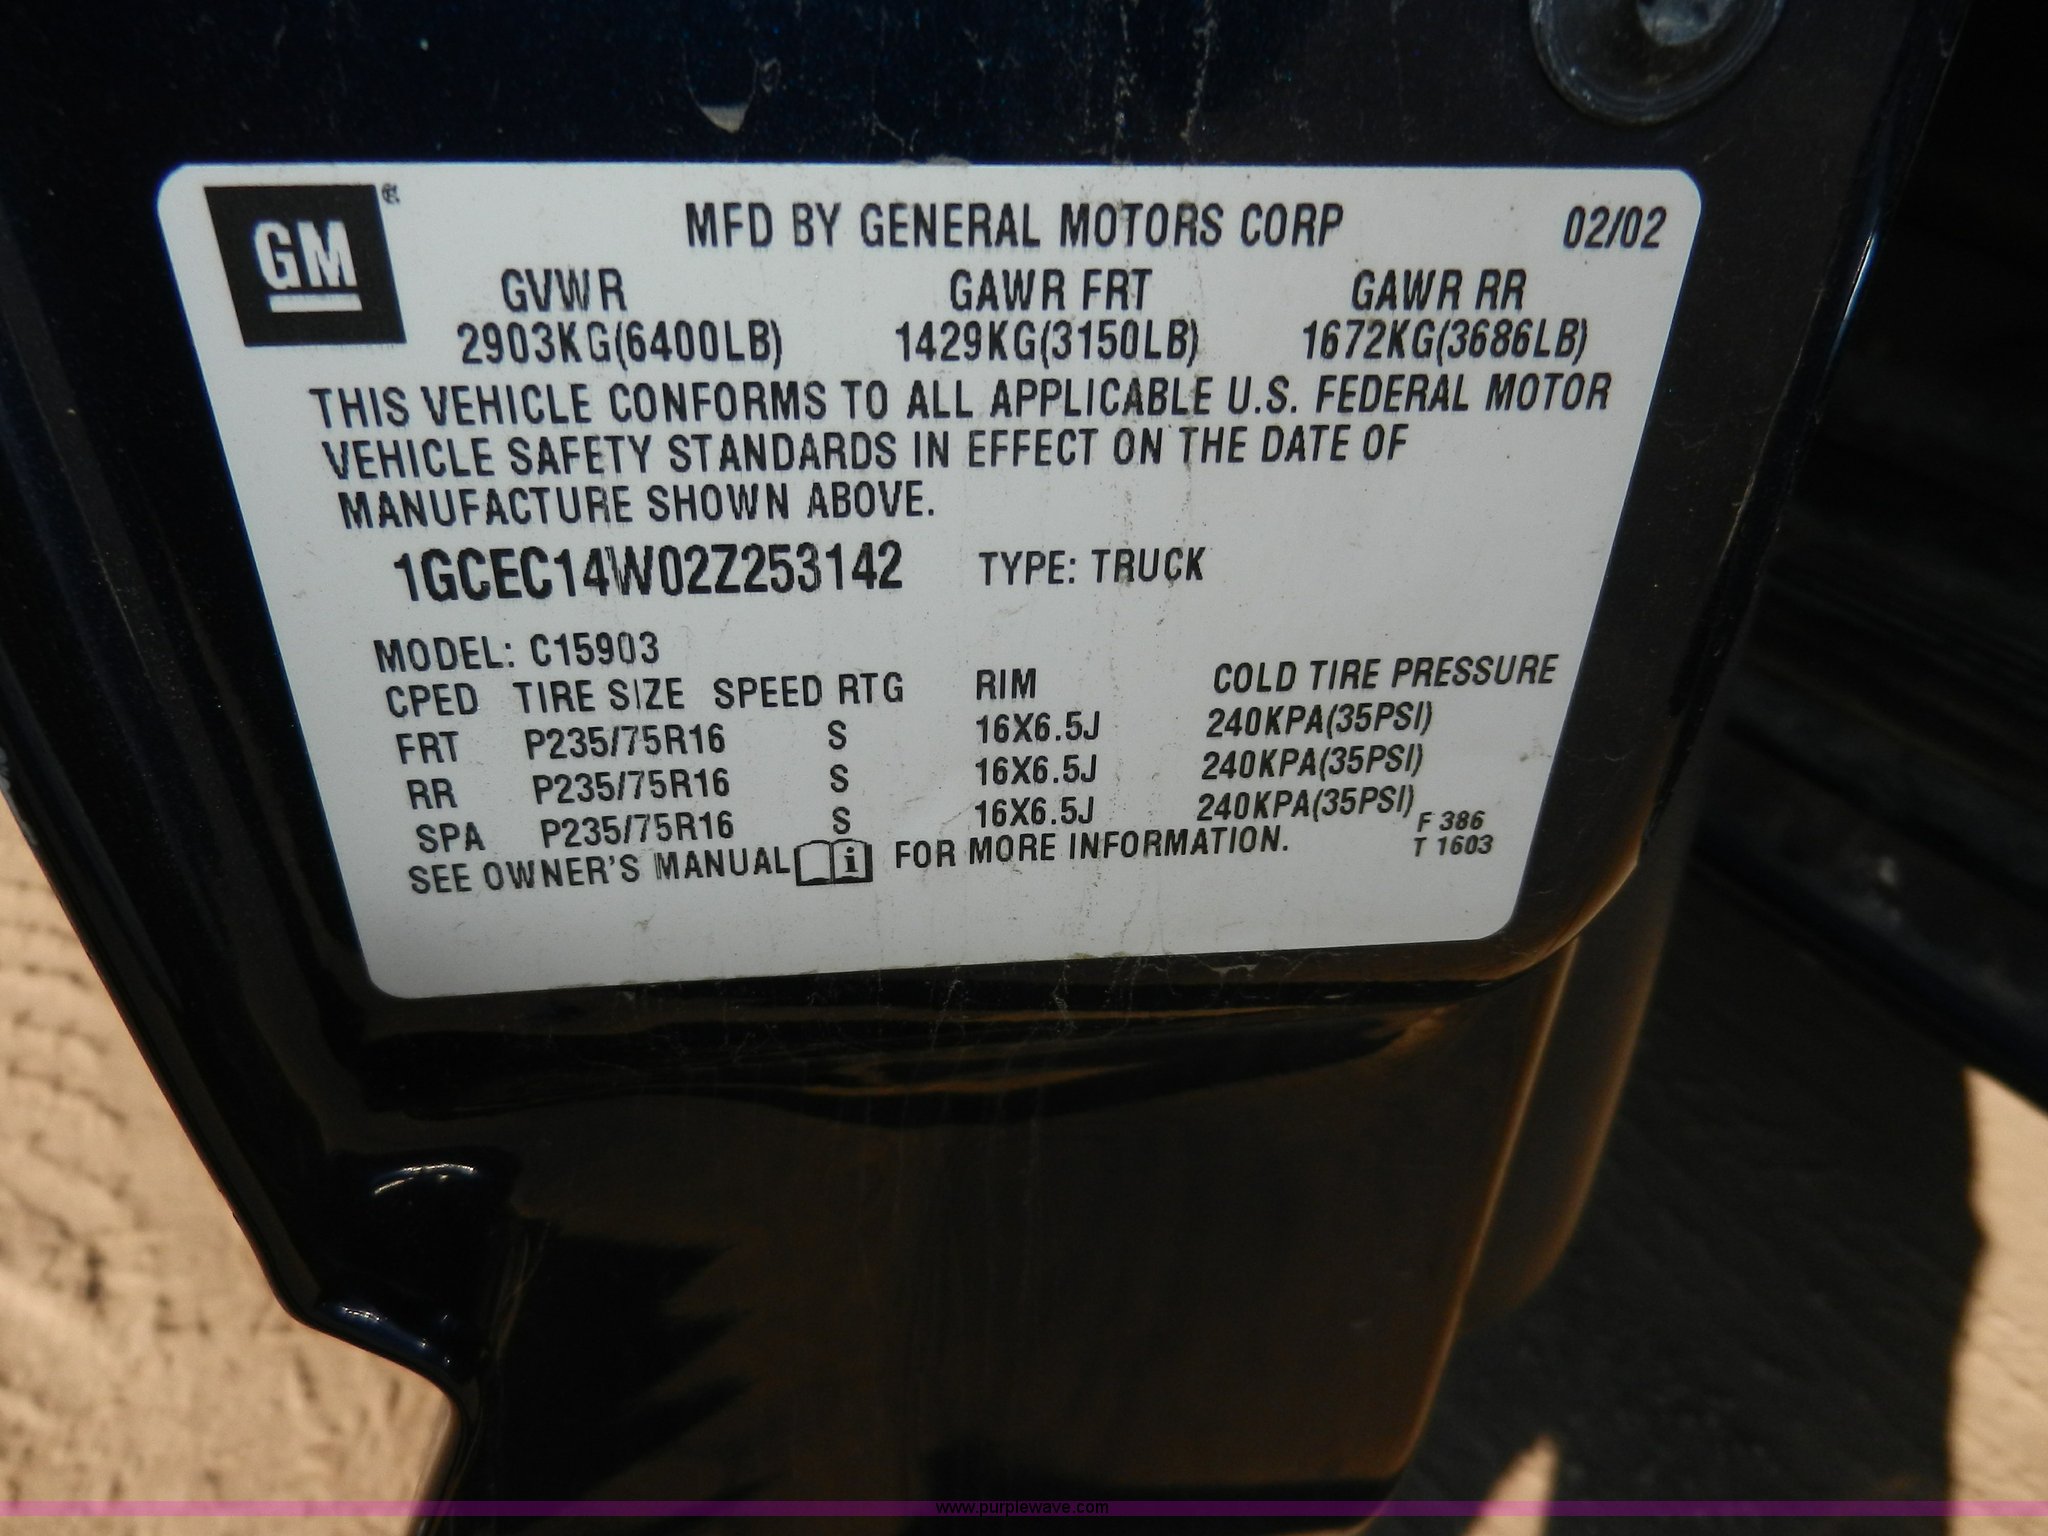 GM
MFD BY GENERAL MOTORS CORP 02/02
GVWR GAWR FRT GAWR RR
2903KG(6400LB) 1429KG(3150LB) 1672KG(3686LB)
THIS VEHICLE CONFORMS TO ALL APPLICABLE U.S. FEDERAL MOTOR
VEHICLE SAFETY STANDARDS IN EFFECT ON THE DATE OF
MANUFACTURE SHOWN ABOVE.
1GCEC14W02Z253142 TYPE: TRUCK
MODEL: C15903
CPED TIRE SIZE SPEED RTG RIM COLD TIRE PRESSURE
FRT P235/75R16 S 16X6.5J 240KPA(35PSI)
RR P235/75R16 S 16X6.5J 240KPA(35PSI)
SPA P235/75R16 S 16X6.5J 240KPA(35PSI)
SEE OWNER'S MANUAL i FOR MORE INFORMATION.
F 386
T 1603
www.purplewave.com